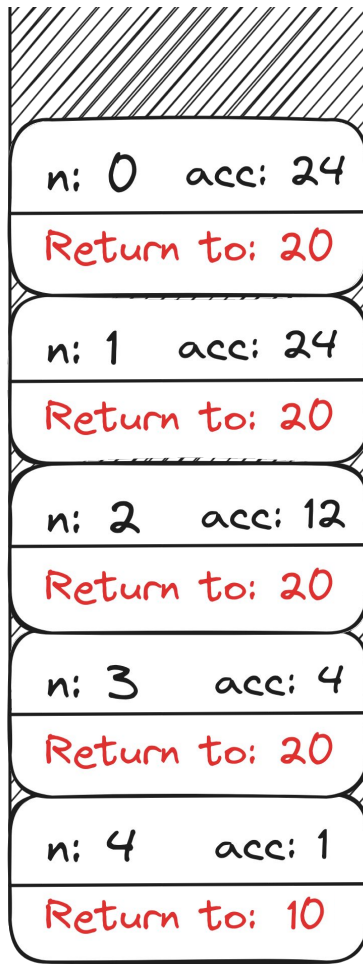 n: 0 acc: 24
Return to: 20
n: 1 acc: 24
Return to: 20
n: 2 acc: 12
Return to: 20
n: 3 acc: 4
Return to: 20
n: 4 acc: 1
Return to: 10